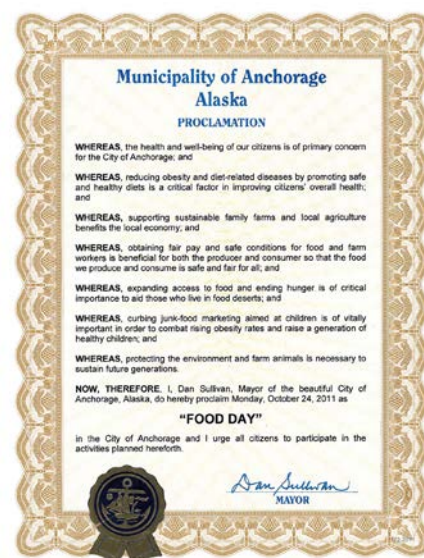 Municipality of Anchorage
Alaska
PROCLAMATION
WHEREAS, the health and well-being of our citizens is of primary concern
for the City of Anchorage; and
WHEREAS, reducing obesity and diet-related diseases by promoting safe
and healthy diets is a critical factor in improving citizens' overall health;
and
WHEREAS, supporting sustainable family farms and local agriculture
benefits the local economy; and
WHEREAS, obtaining fair pay and safe conditions for food and farm
workers is beneficial for both the producer and consumer so that the food
we produce and consume is safe and fair for all; and
WHEREAS, expanding access to food and ending hunger is of critical
importance to aid those who live in food deserts; and
WHEREAS, curbing junk-food marketing aimed at children is of vitally
important in order to combat rising obesity rates and raise a generation of
healthy children; and
WHEREAS, protecting the environment and farm animals is necessary to
sustain future generations.
NOW, THEREFORE, I, Dan Sullivan, Mayor of the beautiful City of
Anchorage, Alaska, do hereby proclaim Monday, October 24, 2011 as
"FOOD DAY"
in the City of Anchorage and I urge all citizens to participate in the
activities planned hereforth.
Dan Sullivan
MAYOR